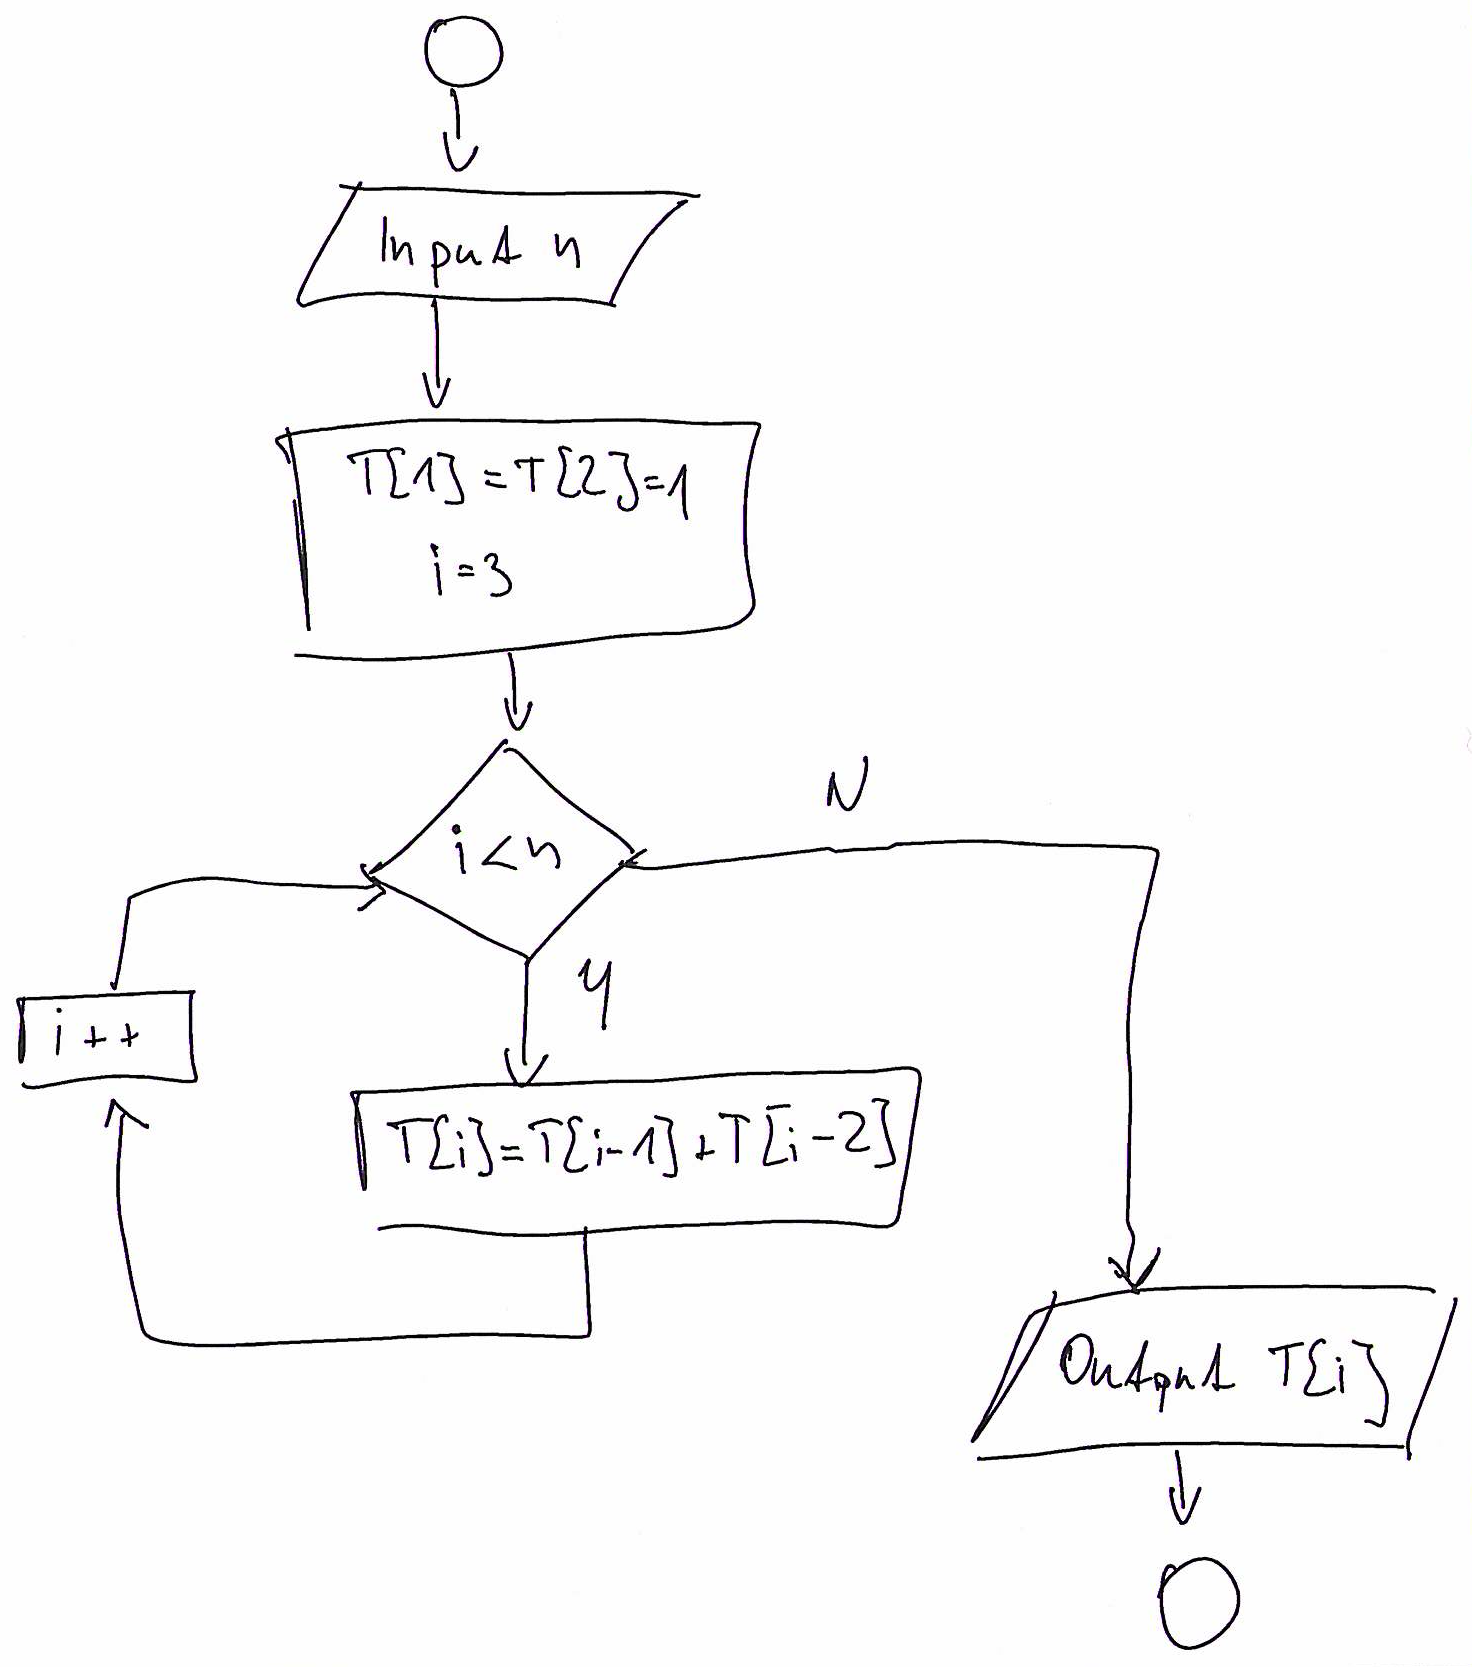 Input n
T[1]=T[2]=1
i=3
i<n
N
Y
i++
T[i]=T[i-1]+T[i-2]
Output T[i]